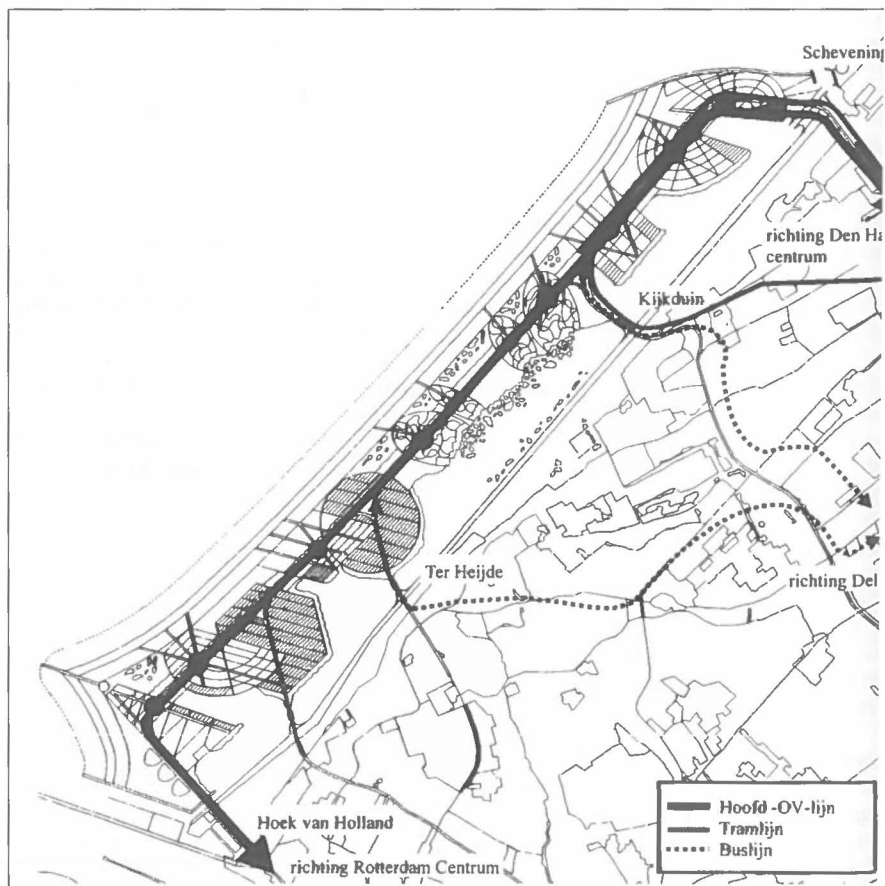 Schevening
richting Den Ha
centrum
Kijkduin
Ter Heijde
richting Del
Hoek van Holland
richting Rotterdam Centrum
Hoofd-OV-lijn
Tramlijn
Buslijn